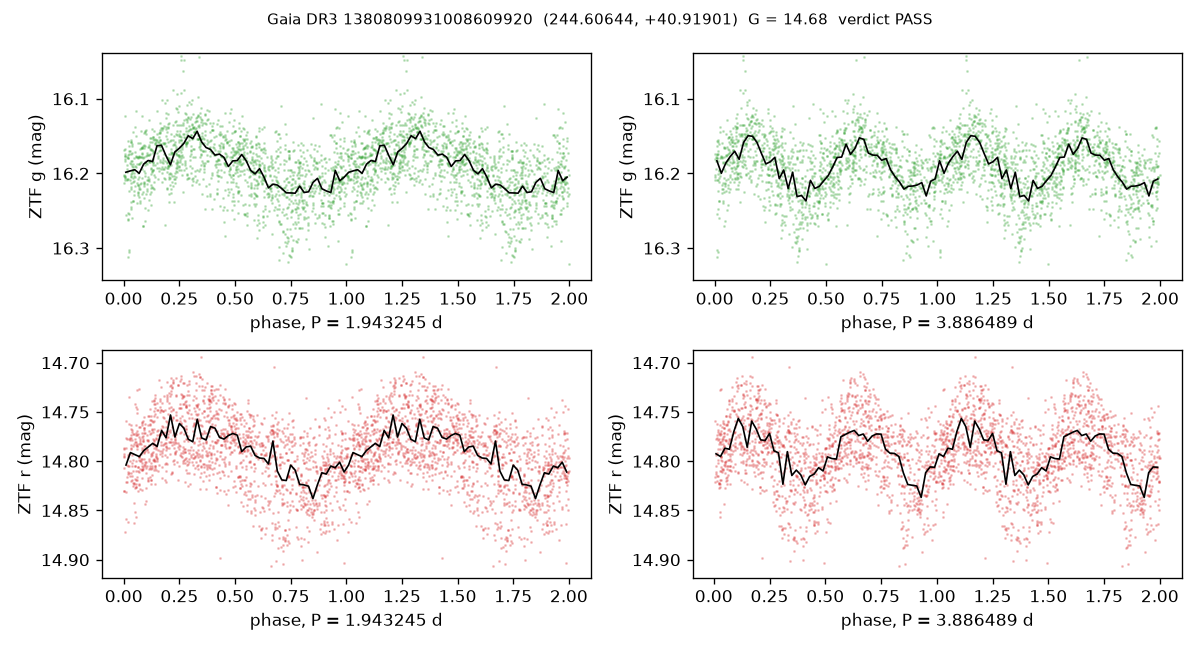 Gaia DR3 1380809931008609920 (244.60644, +40.91901) G = 14.68 verdict PASS
ZTF g (mag)
16.1
16.2
16.3
0.00 0.25 0.50 0.75 1.00 1.25 1.50 1.75 2.00
phase, P = 1.943245 d
ZTF g (mag)
16.1
16.2
16.3
0.00 0.25 0.50 0.75 1.00 1.25 1.50 1.75 2.00
phase, P = 3.886489 d
ZTF r (mag)
14.70
14.75
14.80
14.85
14.90
0.00 0.25 0.50 0.75 1.00 1.25 1.50 1.75 2.00
phase, P = 1.943245 d
ZTF r (mag)
14.70
14.75
14.80
14.85
14.90
0.00 0.25 0.50 0.75 1.00 1.25 1.50 1.75 2.00
phase, P = 3.886489 d